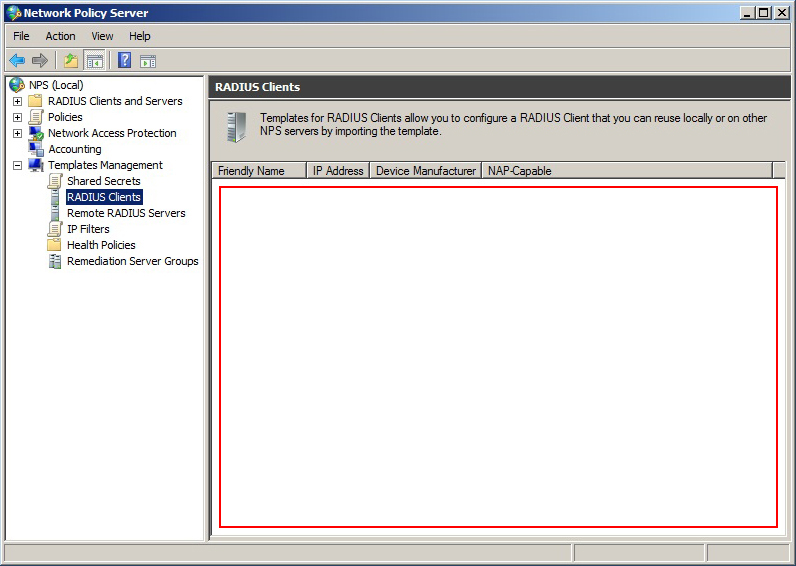 Network Policy Server
File Action View Help
NPS (Local)
RADIUS Clients and Servers
Policies
Network Access Protection
Accounting
Templates Management
Shared Secrets
RADIUS Clients
Remote RADIUS Servers
IP Filters
Health Policies
Remediation Server Groups
RADIUS Clients
Templates for RADIUS Clients allow you to configure a RADIUS Client that you can reuse locally or on other
NPS servers by importing the template.
Friendly Name IP Address Device Manufacturer NAP-Capable